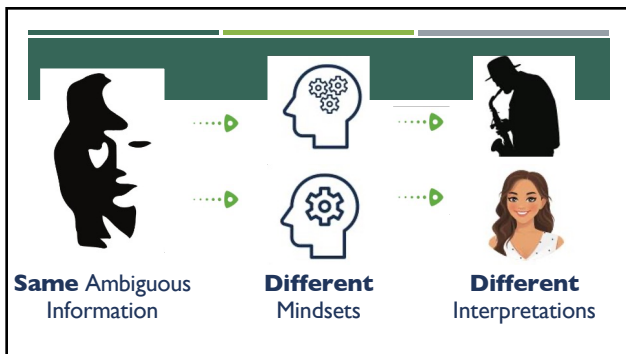 Same Ambiguous
Information
Different
Mindsets
Different
Interpretations